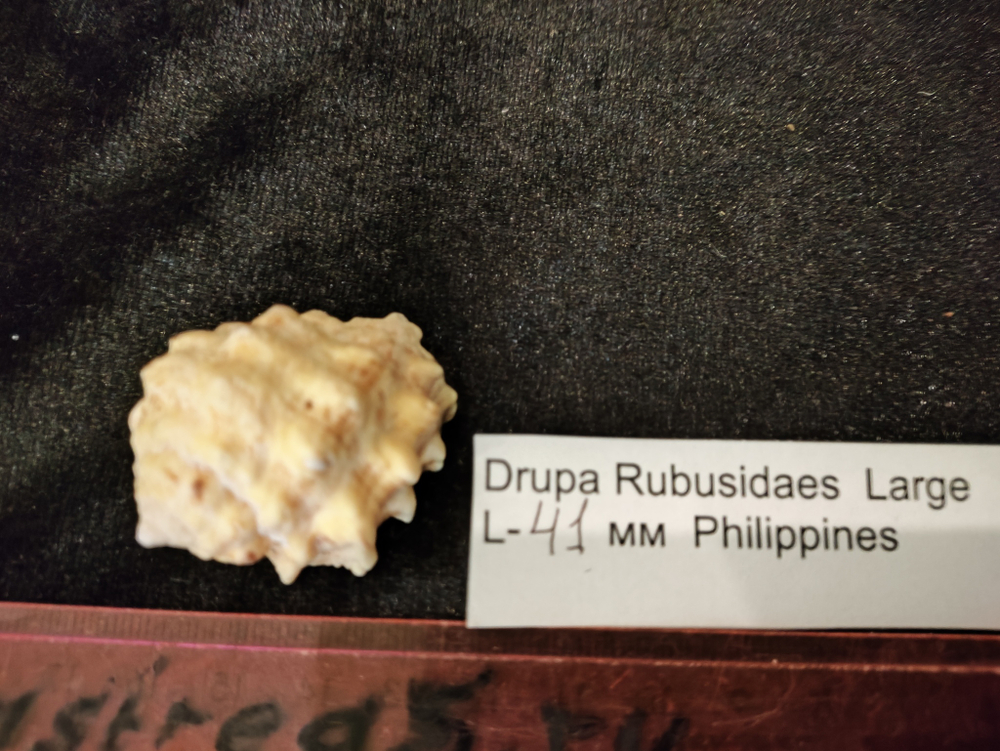 Drupa Rubusidaes Large
L-41 мм Philippines